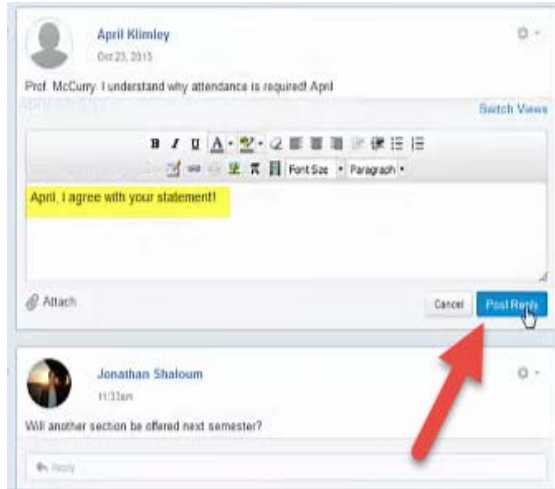 April Klimley
Oct 23, 2015
Prof. McCurry. I understand why attendance is required! April
Switch Views
B I U A
π Font Size Paragraph
April, I agree with your statement!
Attach
Cancel Post Reply
Jonathan Shaloum
11:33am
Will another section be offered next semester?
Reply